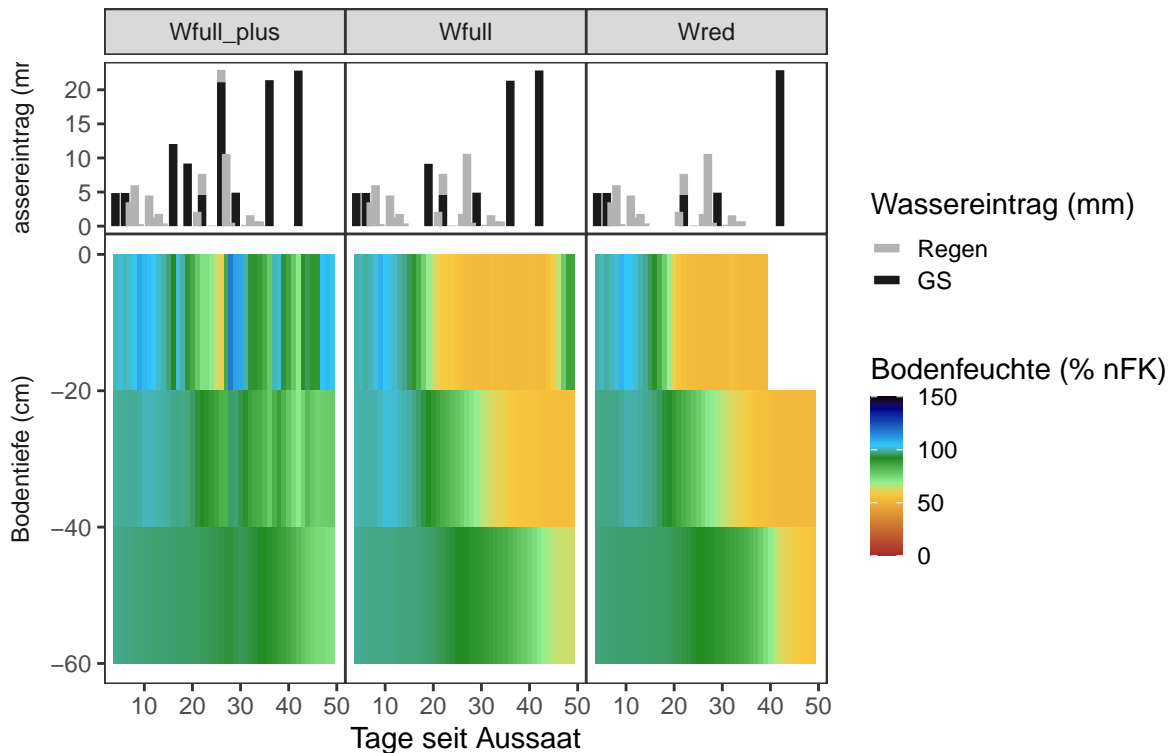 Wfull_plus Wfull Wred
assereintrag (mm
20
15
10
5
0
Wassereintrag (mm)
Regen
GS
0
−20
−40
−60
Bodentiefe (cm)
Bodenfeuchte (% nFK)
150
100
50
0
10 20 30 40 50 10 20 30 40 50 10 20 30 40 50
Tage seit Aussaat